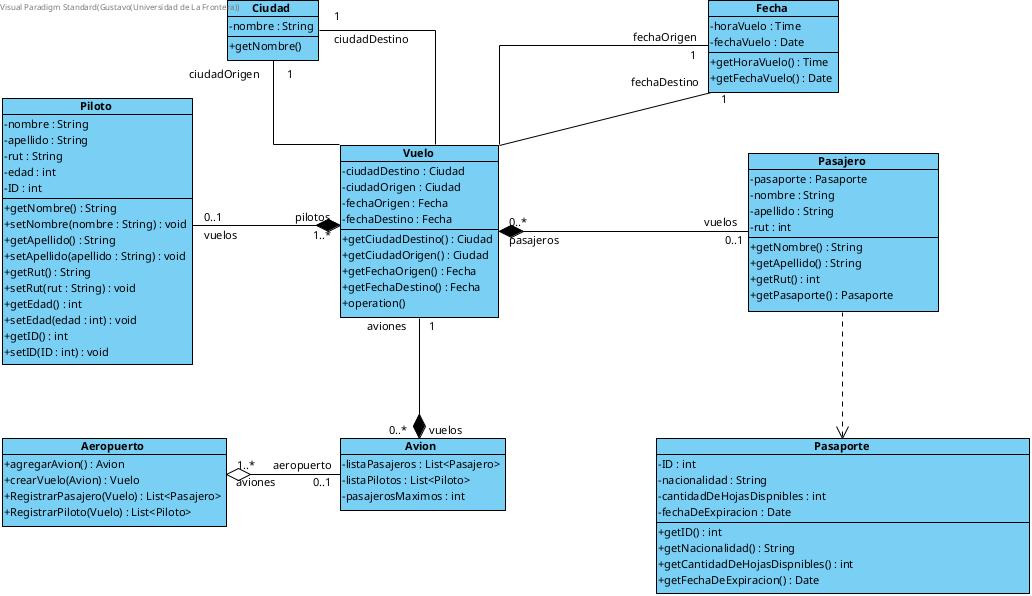 Visual Paradigm Standard(Gustavo(Universidad de La Frontera))
Ciudad
-nombre : String
+getNombre()
1
ciudadDestino
ciudadOrigen
1
Fecha
-horaVuelo : Time
-fechaVuelo : Date
+getHoraVuelo() : Time
+getFechaVuelo() : Date
fechaOrigen
1
fechaDestino
1
Piloto
-nombre : String
-apellido : String
-rut : String
-edad : int
-ID : int
+getNombre() : String
+setNombre(nombre : String) : void
+getApellido() : String
+setApellido(apellido : String) : void
+getRut() : String
+setRut(rut : String) : void
+getEdad() : int
+setEdad(edad : int) : void
+getID() : int
+setID(ID : int) : void
0..1
pilotos
vuelos
1..*
Vuelo
-ciudadDestino : Ciudad
-ciudadOrigen : Ciudad
-fechaOrigen : Fecha
-fechaDestino : Fecha
+getCiudadDestino() : Ciudad
+getCiudadOrigen() : Ciudad
+getFechaOrigen() : Fecha
+getFechaDestino() : Fecha
+operation()
0..*
vuelos
pasajeros
0..1
Pasajero
-pasaporte : Pasaporte
-nombre : String
-apellido : String
-rut : int
+getNombre() : String
+getApellido() : String
+getRut() : int
+getPasaporte() : Pasaporte
aviones
1
0..*
vuelos
Aeropuerto
+agregarAvion() : Avion
+crearVuelo(Avion) : Vuelo
+RegistrarPasajero(Vuelo) : List<Pasajero>
+RegistrarPiloto(Vuelo) : List<Piloto>
1..*
aeropuerto
aviones
0..1
Avion
-listaPasajeros : List<Pasajero>
-listaPilotos : List<Piloto>
-pasajerosMaximos : int
Pasaporte
-ID : int
-nacionalidad : String
-cantidadDeHojasDispnibles : int
-fechaDeExpiracion : Date
+getID() : int
+getNacionalidad() : String
+getCantidadDeHojasDispnibles() : int
+getFechaDeExpiracion() : Date